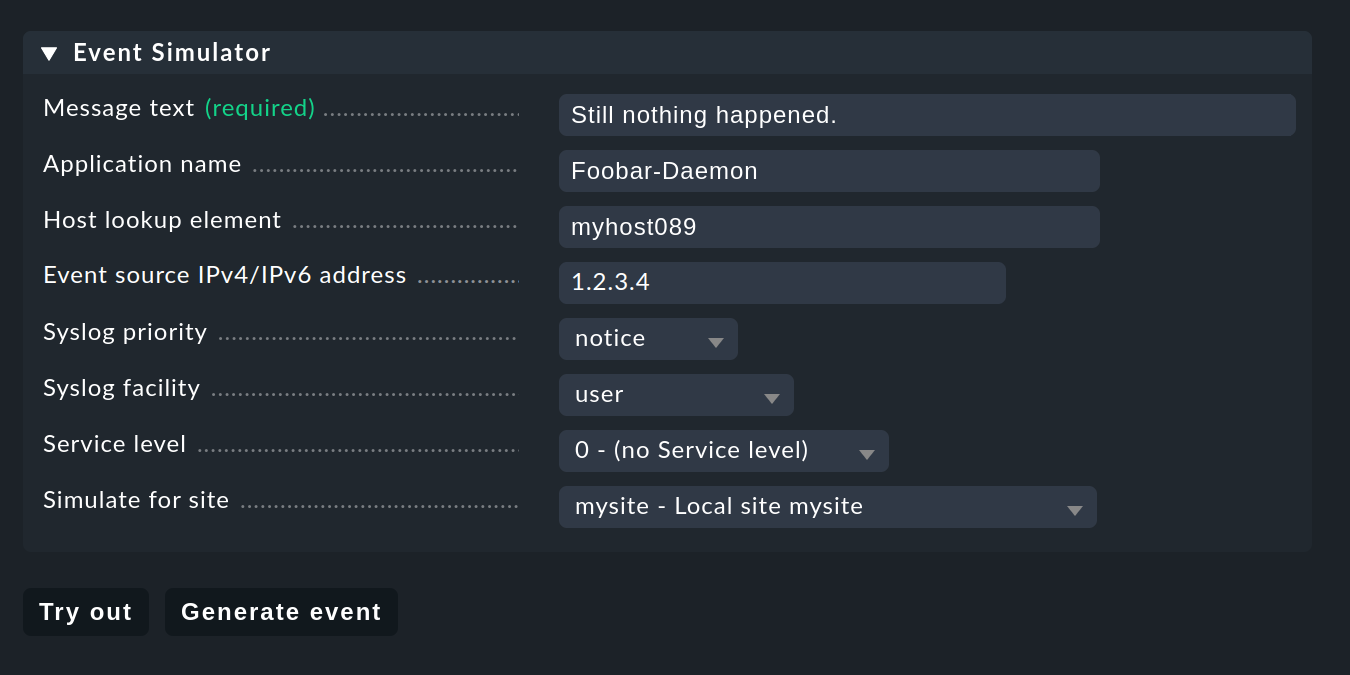 Event Simulator
Message text (required) Still nothing happened.
Application name Foobar-Daemon
Host lookup element myhost089
Event source IPv4/IPv6 address 1.2.3.4
Syslog priority notice
Syslog facility user
Service level 0 - (no Service level)
Simulate for site mysite - Local site mysite
Try out Generate event